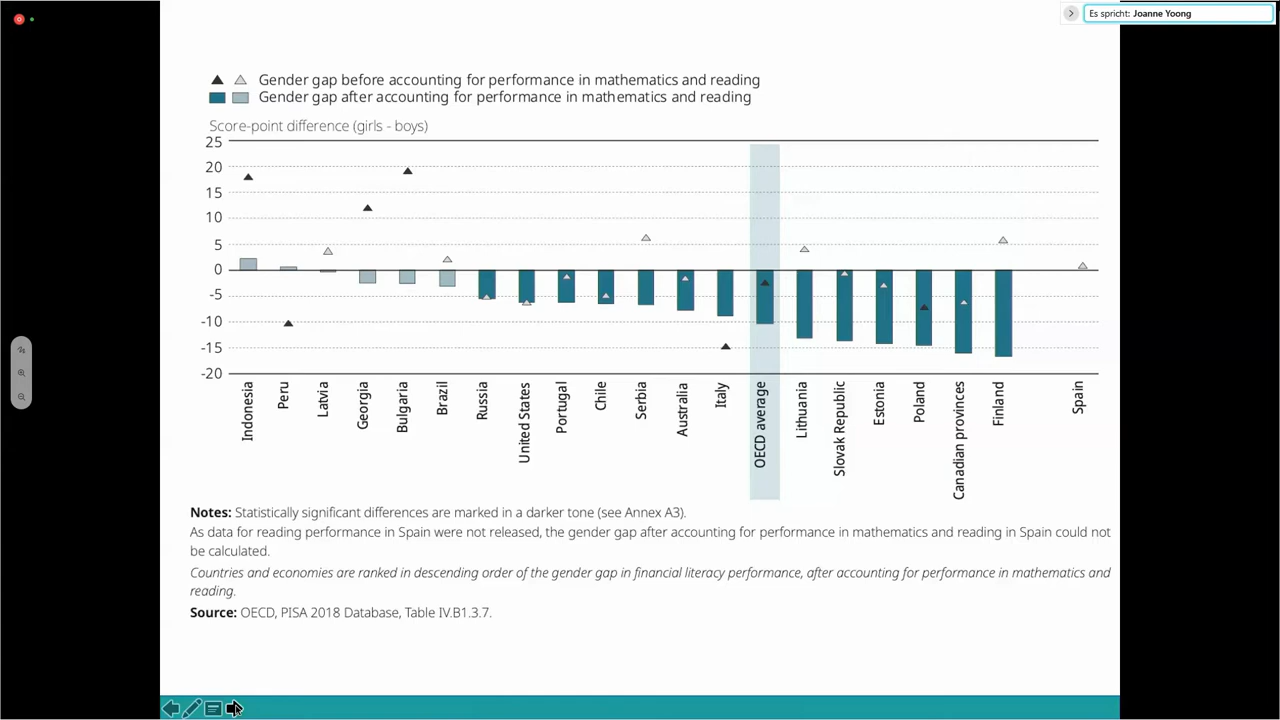 Es spricht: Joanne Yoong
Gender gap before accounting for performance in mathematics and reading
Gender gap after accounting for performance in mathematics and reading
Score-point difference (girls - boys)
25
20
15
10
5
0
-5
-10
-15
-20
Indonesia
Peru
Latvia
Georgia
Bulgaria
Brazil
Russia
United States
Portugal
Chile
Serbia
Australia
Italy
OECD average
Lithuania
Slovak Republic
Estonia
Poland
Canadian provinces
Finland
Spain
Notes: Statistically significant differences are marked in a darker tone (see Annex A3).
As data for reading performance in Spain were not released, the gender gap after accounting for performance in mathematics and reading in Spain could not
be calculated.
Countries and economies are ranked in descending order of the gender gap in financial literacy performance, after accounting for performance in mathematics and
reading.
Source: OECD, PISA 2018 Database, Table IV.B1.3.7.